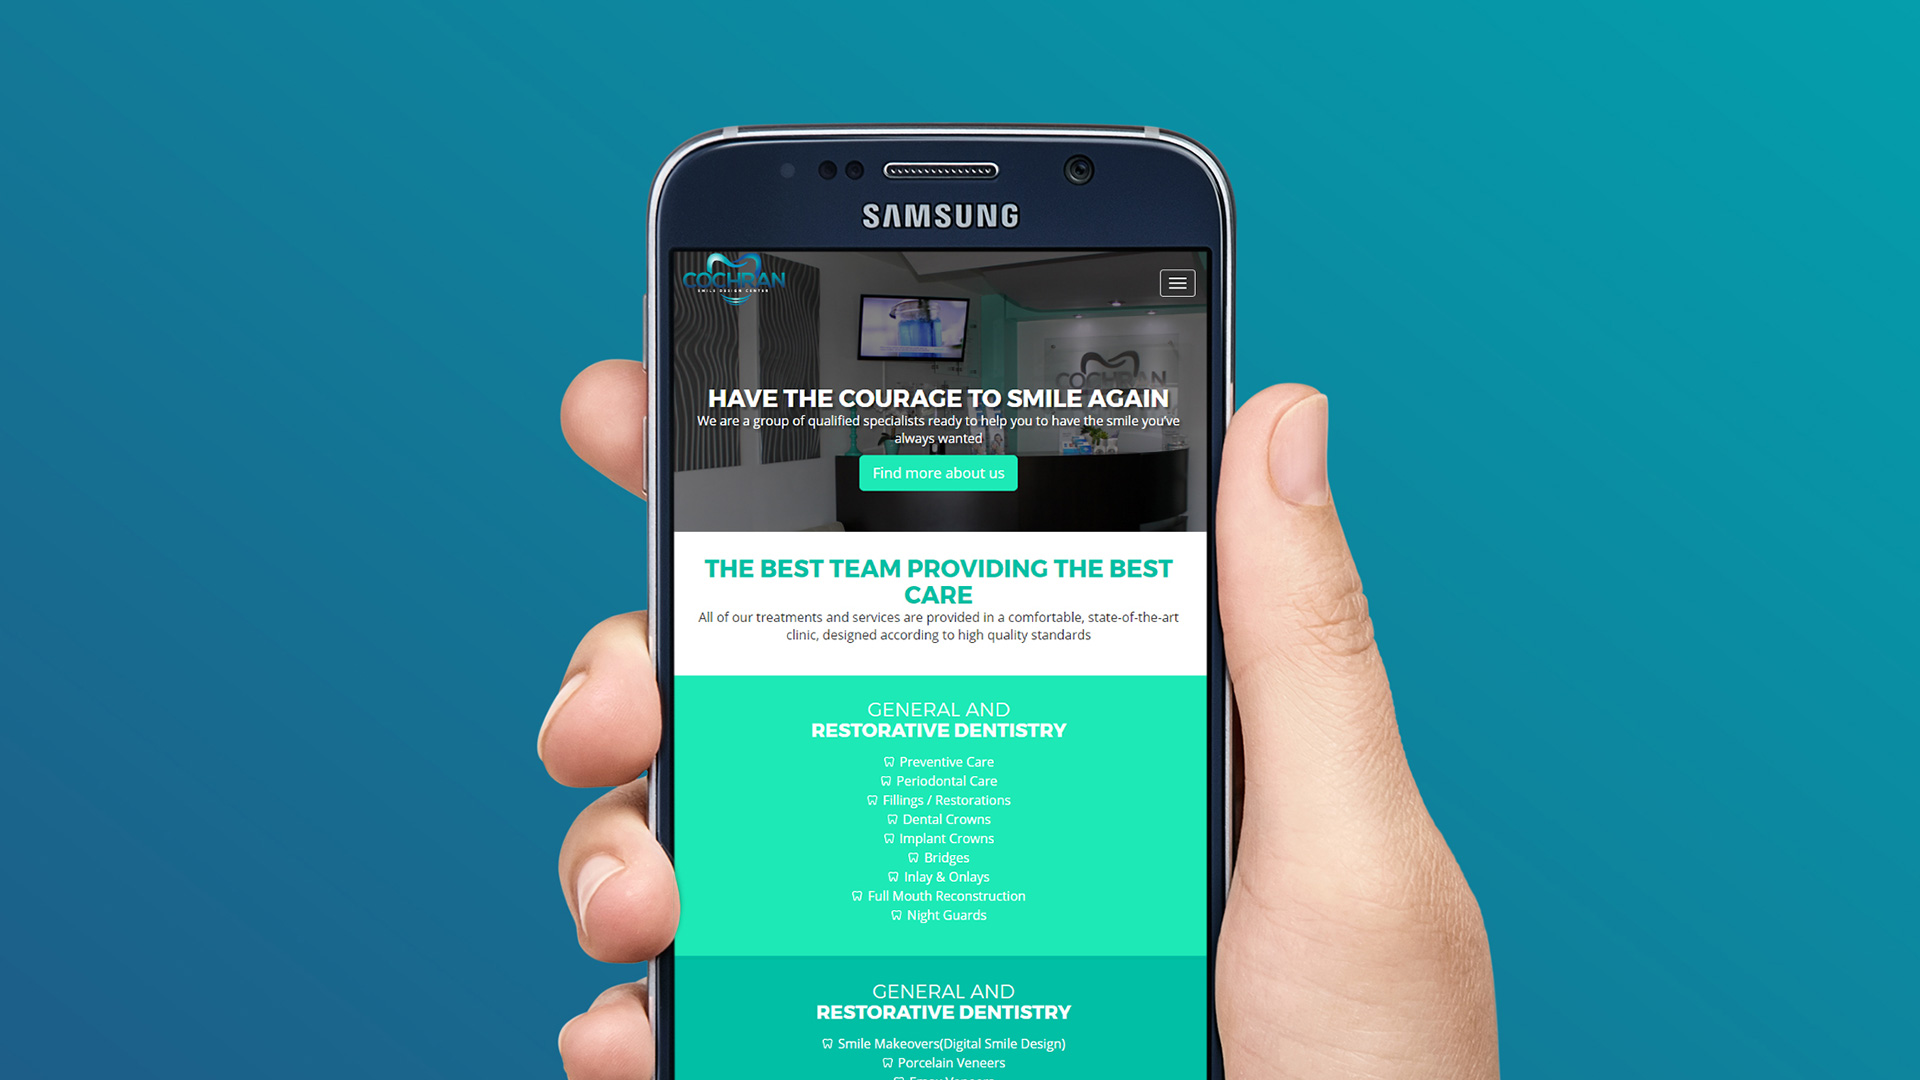 SAMSUNG
COCHRAN
SMILE DESIGN CENTER
COCHRAN
HAVE THE COURAGE TO SMILE AGAIN
We are a group of qualified specialists ready to help you to have the smile you've
always wanted
Find more about us
THE BEST TEAM PROVIDING THE BEST
CARE
All of our treatments and services are provided in a comfortable, state-of-the-art
clinic, designed according to high quality standards
GENERAL AND
RESTORATIVE DENTISTRY
Preventive Care
Periodontal Care
Fillings / Restorations
Dental Crowns
Implant Crowns
Bridges
Inlay & Onlays
Full Mouth Reconstruction
Night Guards
GENERAL AND
RESTORATIVE DENTISTRY
Smile Makeovers(Digital Smile Design)
Porcelain Veneers